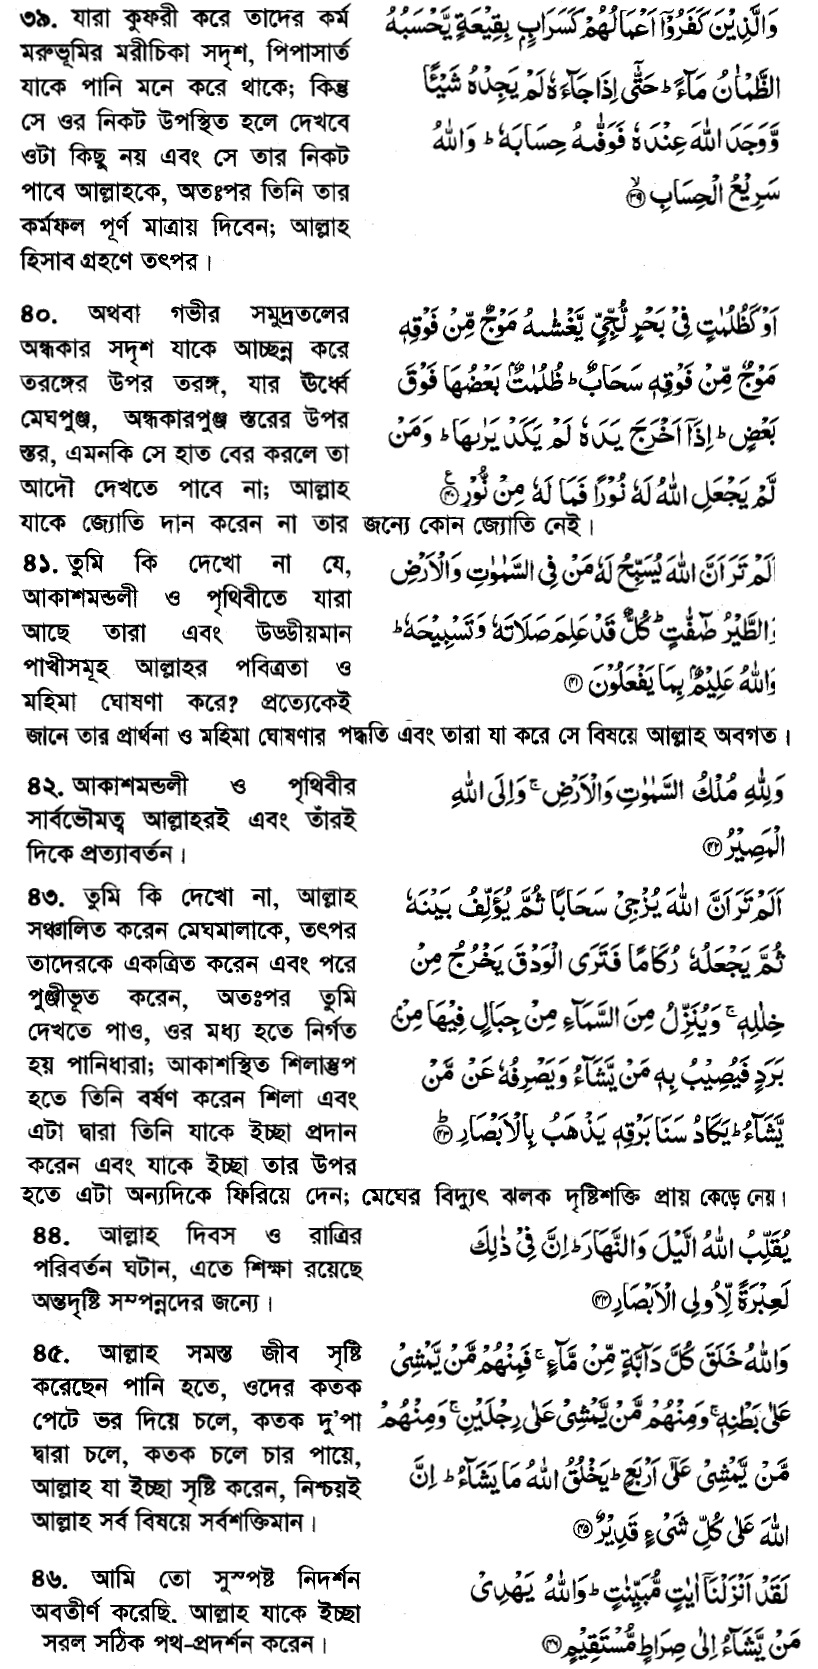 ৩৯. যারা কুফরী করে তাদের কর্ম
মরুভূমির মরীচিকা সদৃশ, পিপাসার্ত
যাকে পানি মনে করে থাকে; কিন্তু
সে ওর নিকট উপস্থিত হলে দেখবে
ওটা কিছু নয় এবং সে তার নিকট
পাবে আল্লাহকে, অতঃপর তিনি তার
কর্মফল পূর্ণ মাত্রায় দিবেন; আল্লাহ
হিসাব গ্রহণে তৎপর।
وَالَّذِيْنَ كَفَرُوْۤا اَعْمَالُهُمْ كَسَرَابٍۭ بِقِيْعَةٍ يَّحْسَبُهُ
الظَّمْاٰنُ مَآءً ؕ حَتّٰۤى اِذَا جَآءَهٗ لَمْ يَجِدْهُ شَيْـًٔا
وَّوَجَدَ اللّٰهَ عِنْدَهٗ فَوَفّٰىهُ حِسَابَهٗ ؕ وَاللّٰهُ
سَرِيْعُ الْحِسَابِ ۙ‏﴿۳۹﴾
৪০. অথবা গভীর সমুদ্রতলের
অন্ধকার সদৃশ যাকে আচ্ছন্ন করে
তরঙ্গের উপর তরঙ্গ, যার ঊর্ধ্বে
মেঘপুঞ্জ, অন্ধকারপুঞ্জ স্তরের উপর
স্তর, এমনকি সে হাত বের করলে তা
আদৌ দেখতে পাবে না; আল্লাহ
যাকে জ্যোতি দান করেন না তার জন্যে কোন জ্যোতি নেই।
اَوْ كَظُلُمٰتٍ فِيْ بَحْرٍ لُّجِّيٍّ يَّغْشٰىهُ مَوْجٌ مِّنْ فَوْقِهٖ
مَوْجٌ مِّنْ فَوْقِهٖ سَحَابٌ ؕ ظُلُمٰتٌۢ بَعْضُهَا فَوْقَ
بَعْضٍ ؕ اِذَاۤ اَخْرَجَ يَدَهٗ لَمْ يَكَدْ يَرٰىهَا ؕ وَمَنْ
لَّمْ يَجْعَلِ اللّٰهُ لَهٗ نُوْرًا فَمَا لَهٗ مِنْ نُّوْرٍ ﴿۴۰﴾ ع
৪১. তুমি কি দেখো না যে,
আকাশমন্ডলী ও পৃথিবীতে যারা
আছে তারা এবং উড্ডীয়মান
পাখীসমূহ আল্লাহর পবিত্রতা ও
মহিমা ঘোষণা করে? প্রত্যেকেই
জানে তার প্রার্থনা ও মহিমা ঘোষণার পদ্ধতি এবং তারা যা করে সে বিষয়ে আল্লাহ অবগত।
اَلَمْ تَرَ اَنَّ اللّٰهَ يُسَبِّحُ لَهٗ مَنْ فِي السَّمٰوٰتِ وَالْاَرْضِ
وَالطَّيْرُ صٰٓفّٰتٍ ؕ كُلٌّ قَدْ عَلِمَ صَلَاتَهٗ وَتَسْبِيْحَهٗ ؕ
وَاللّٰهُ عَلِيْمٌۢ بِمَا يَفْعَلُوْنَ ﴿۴۱﴾
৪২. আকাশমন্ডলী ও পৃথিবীর
সার্বভৌমত্ব আল্লাহরই এবং তাঁরই
দিকে প্রত্যাবর্তন।
وَلِلّٰهِ مُلْكُ السَّمٰوٰتِ وَالْاَرْضِ ۚ وَاِلَى اللّٰهِ
الْمَصِيْرُ ﴿۴۲﴾
৪৩. তুমি কি দেখো না, আল্লাহ
সঞ্চালিত করেন মেঘমালাকে, তৎপর
তাদেরকে একত্রিত করেন এবং পরে
পুঞ্জীভূত করেন, অতঃপর তুমি
দেখতে পাও, ওর মধ্য হতে নির্গত
হয় পানিধারা; আকাশস্থিত শিলাস্তুপ
হতে তিনি বর্ষণ করেন শিলা এবং
এটা দ্বারা তিনি যাকে ইচ্ছা প্রদান
করেন এবং যাকে ইচ্ছা তার উপর
হতে এটা অন্যদিকে ফিরিয়ে দেন; মেঘের বিদ্যুৎ ঝলক দৃষ্টিশক্তি প্রায় কেড়ে নেয়।
اَلَمْ تَرَ اَنَّ اللّٰهَ يُزْجِيْ سَحَابًا ثُمَّ يُؤَلِّفُ بَيْنَهٗ
ثُمَّ يَجْعَلُهٗ رُكَامًا فَتَرَى الْوَدْقَ يَخْرُجُ مِنْ
خِلٰلِهٖ ۚ وَيُنَزِّلُ مِنَ السَّمَآءِ مِنْ جِبَالٍ فِيْهَا مِنْۢ
بَرَدٍ فَيُصِيْبُ بِهٖ مَنْ يَّشَآءُ وَيَصْرِفُهٗ عَنْ مَّنْ
يَّشَآءُ ؕ يَكَادُ سَنَا بَرْقِهٖ يَذْهَبُ بِالْاَبْصَارِ ؕ ﴿۴۳﴾
৪৪. আল্লাহ দিবস ও রাত্রির
পরিবর্তন ঘটান, এতে শিক্ষা রয়েছে
অন্তদৃষ্টি সম্পন্নদের জন্যে।
يُقَلِّبُ اللّٰهُ الَّيْلَ وَالنَّهَارَ ؕ اِنَّ فِيْ ذٰلِكَ
لَعِبْرَةً لِّاُولِي الْاَبْصَارِ ﴿۴۴﴾
৪৫. আল্লাহ সমস্ত জীব সৃষ্টি
করেছেন পানি হতে, ওদের কতক
পেটে ভর দিয়ে চলে, কতক দু'পা
দ্বারা চলে, কতক চলে চার পায়ে,
আল্লাহ যা ইচ্ছা সৃষ্টি করেন, নিশ্চয়ই
আল্লাহ সর্ব বিষয়ে সর্বশক্তিমান।
وَاللّٰهُ خَلَقَ كُلَّ دَآبَّةٍ مِّنْ مَّآءٍ ۚ فَمِنْهُمْ مَّنْ يَّمْشِيْ
عَلٰى بَطْنِهٖ ۚ وَمِنْهُمْ مَّنْ يَّمْشِيْ عَلٰى رِجْلَيْنِ ۚ وَمِنْهُمْ
مَّنْ يَّمْشِيْ عَلٰۤى اَرْبَعٍ ؕ يَخْلُقُ اللّٰهُ مَا يَشَآءُ ؕ اِنَّ
اللّٰهَ عَلٰى كُلِّ شَيْءٍ قَدِيْرٌ ﴿۴۵﴾
৪৬. আমি তো সুস্পষ্ট নিদর্শন
অবতীর্ণ করেছি. আল্লাহ যাকে ইচ্ছা
সরল সঠিক পথ-প্রদর্শন করেন।
لَقَدْ اَنْزَلْنَاۤ اٰيٰتٍ مُّبَيِّنٰتٍ ؕ وَاللّٰهُ يَهْدِيْ
مَنْ يَّشَآءُ اِلٰى صِرَاطٍ مُّسْتَقِيْمٍ ﴿۴۶﴾